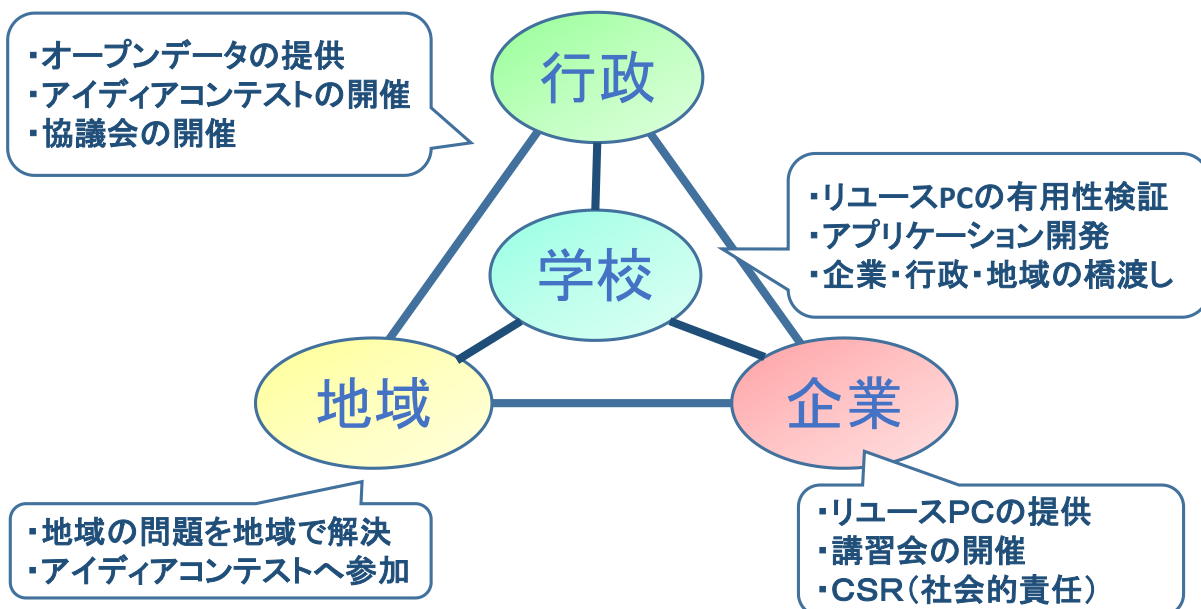 ・オープンデータの提供
・アイディアコンテストの開催
・協議会の開催
行政
・リユースPCの有用性検証
・アプリケーション開発
・企業・行政・地域の橋渡し
学校
地域
企業
・地域の問題を地域で解決
・アイディアコンテストへ参加
・リユースＰＣの提供
・講習会の開催
・ＣＳＲ（社会的責任）